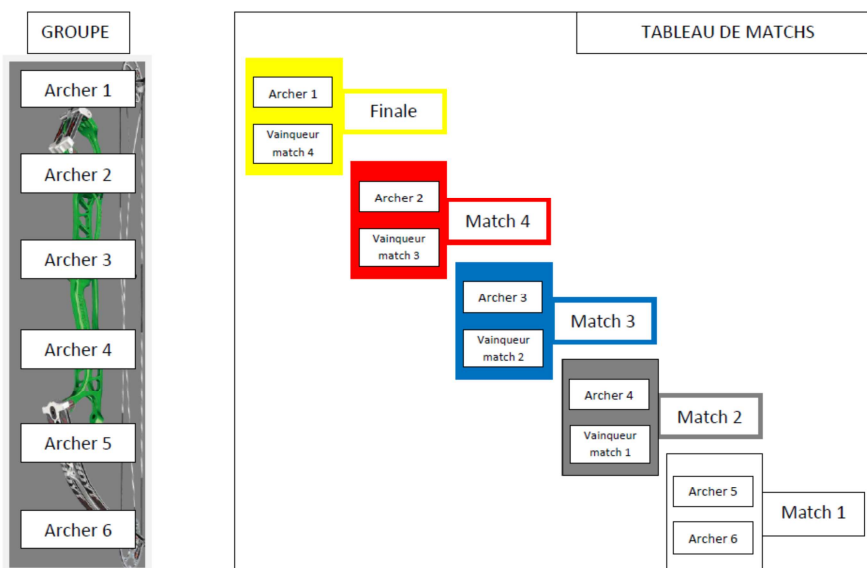 GROUPE
Archer 1
Archer 2
Archer 3
Archer 4
Archer 5
Archer 6
TABLEAU DE MATCHS
Archer 1
Vainqueur
match 4
Finale
Archer 2
Vainqueur
match 3
Match 4
Archer 3
Vainqueur
match 2
Match 3
Archer 4
Vainqueur
match 1
Match 2
Archer 5
Archer 6
Match 1